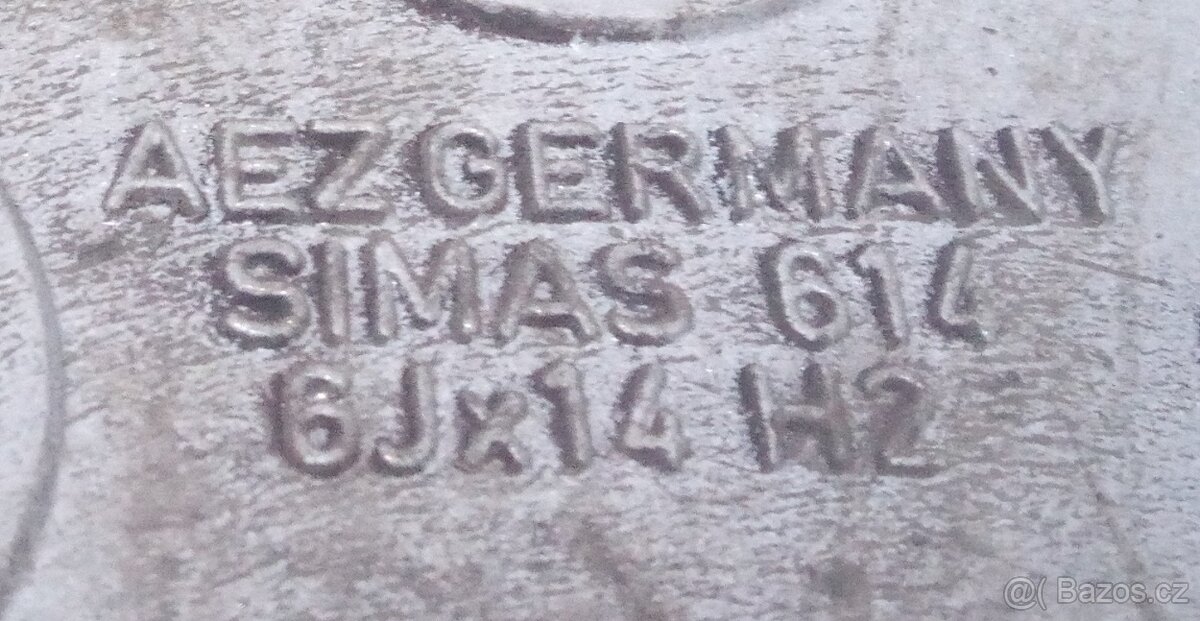 AEZ GERMANY
SIMAS 614
6Jx14 H2
@( Bazos.cz